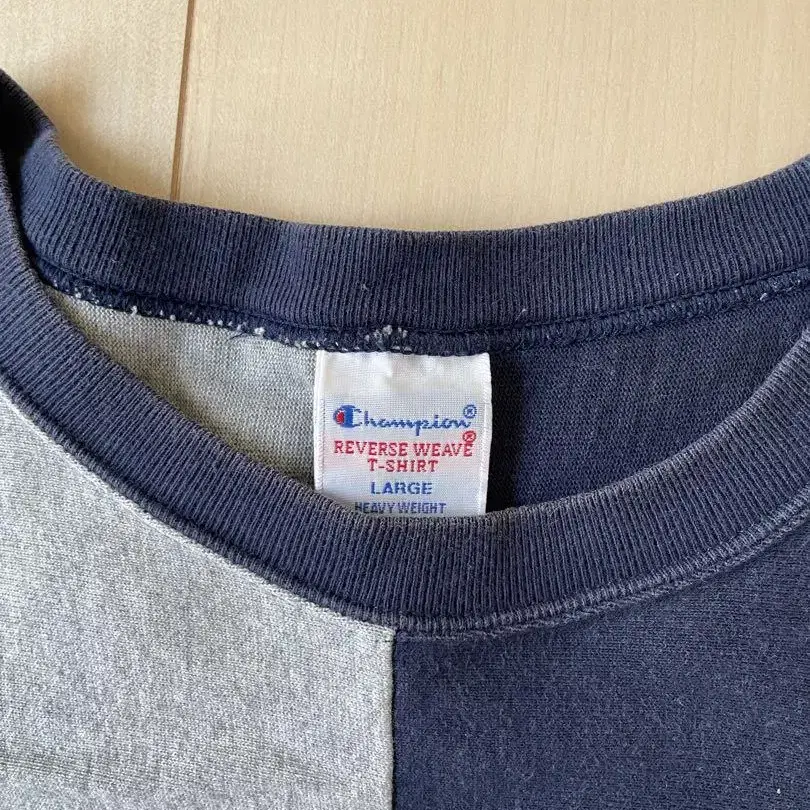 Champion®
REVERSE WEAVE®
T-SHIRT
LARGE
HEAVY WEIGHT